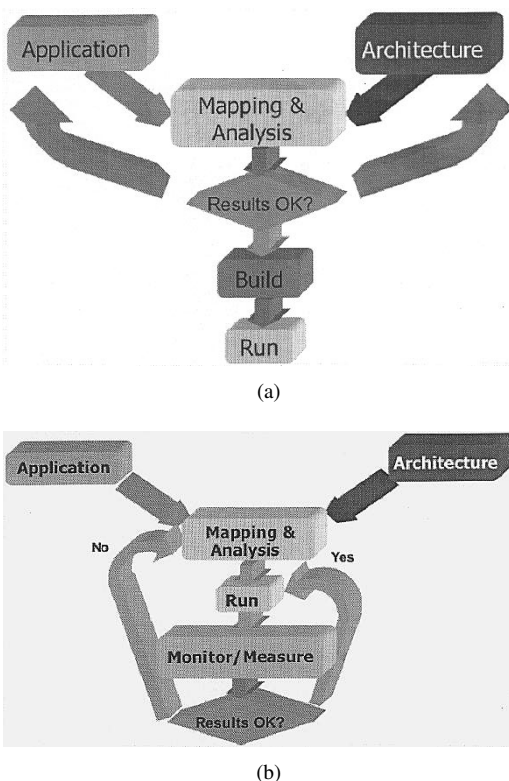 Application
Architecture
Mapping &
Analysis
Results OK?
Build
Run
(a)
Application
Architecture
Mapping &
Analysis
No
Yes
Run
Monitor/Measure
Results OK?
(b)